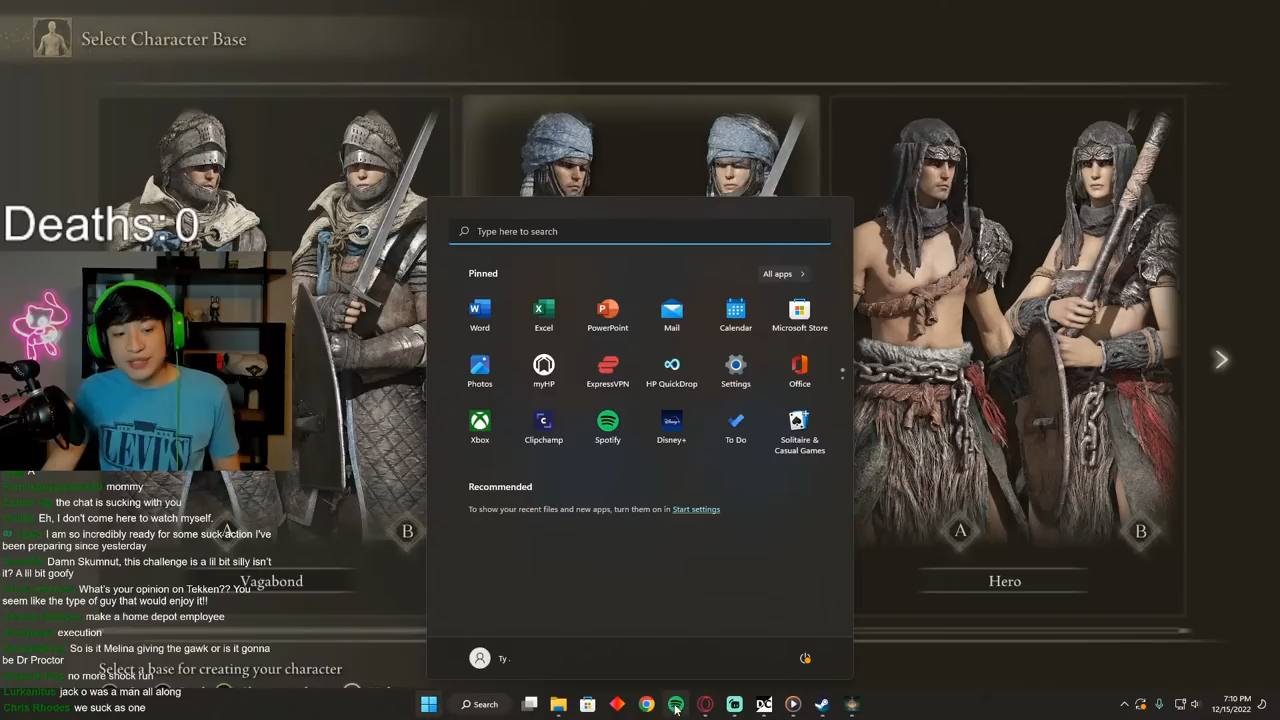 Select Character Base
Deaths: 0
LEVI'S
Type here to search
Pinned
All apps
Word
Excel
PowerPoint
Mail
Calendar
Microsoft Store
Photos
myHP
ExpressVPN
HP QuickDrop
Settings
Office
Xbox
Clipchamp
Spotify
Disney+
To Do
Solitaire &
Casual Games
Recommended
To show your recent files and new apps, turn them on in Start settings
Ty .
mommy
the chat is sucking with you
Eh, I don't come here to watch myself.
I am so incredibly ready for some suck action I've
been preparing since yesterday
Damn Skumnut, this challenge is a lil bit silly isn't
it? A lil bit goofy
What's your opinion on Tekken?? You
seem like the type of guy that would enjoy it!!
make a home depot employee
execution
So is it Melina giving the gawk or is it gonna
be Dr Proctor
no more shock run
Lurkanitus jack o was a man all along
Chris Rhodes we suck as one
A
B
A
B
Vagabond
Hero
Select a base for creating your character
Search
7:10 PM
12/15/2022